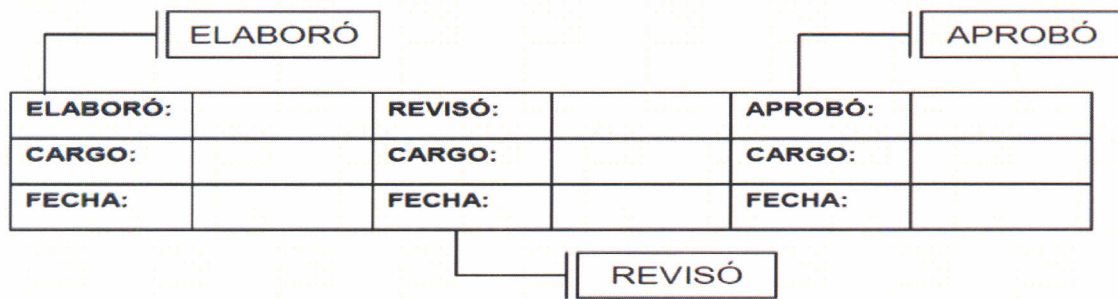 ELABORÓ
APROBÓ
ELABORÓ: REVISÓ: APROBÓ:
CARGO: CARGO: CARGO:
FECHA: FECHA: FECHA:
REVISÓ